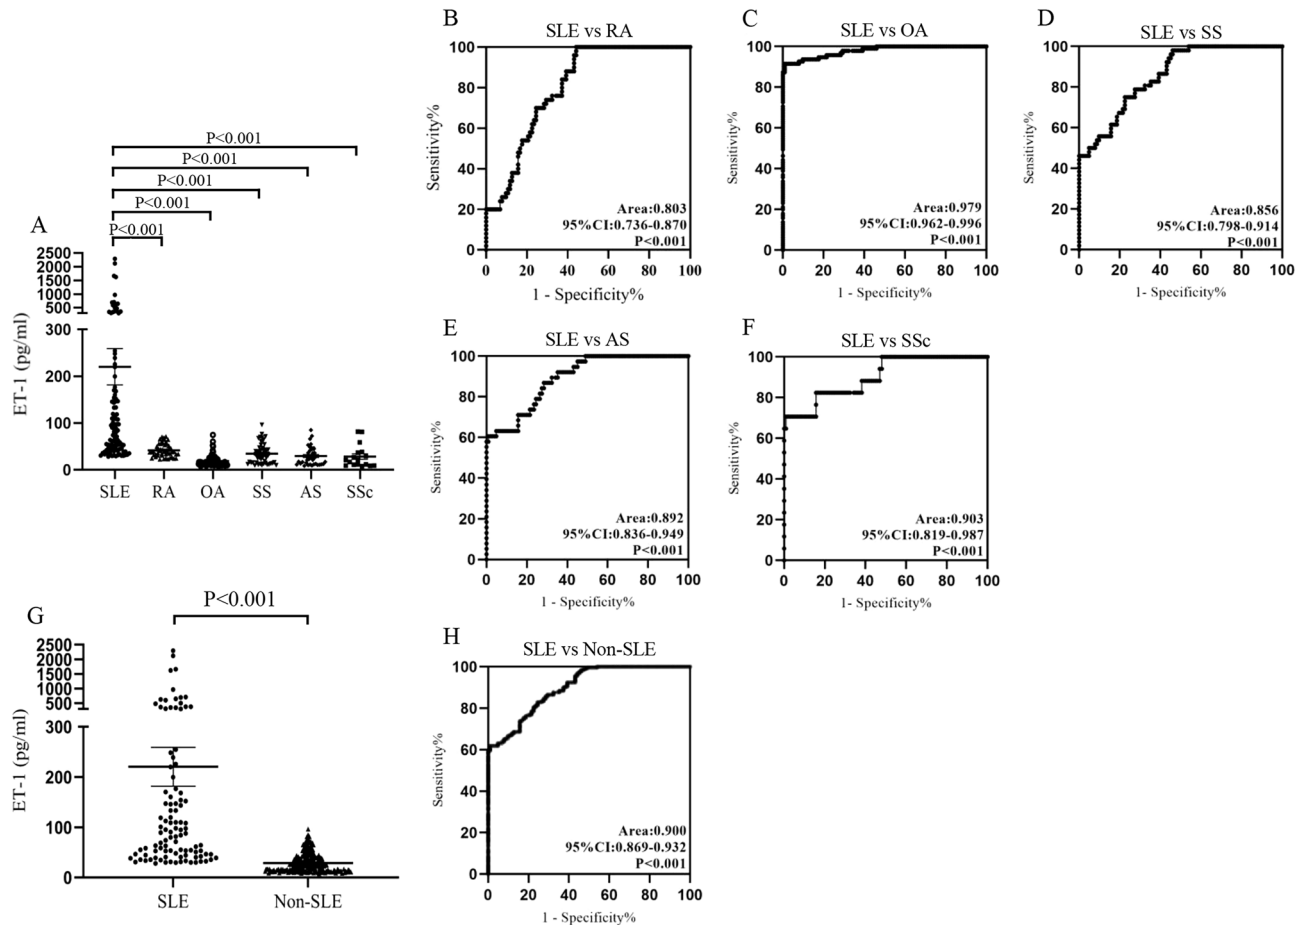 A
P<0.001
P<0.001
P<0.001
P<0.001
P<0.001
ET-1 (pg/ml)
2500
2000
1500
1000
500
300
200
100
0
SLE RA OA SS AS SSc
B
SLE vs RA
Sensitivity%
100
80
60
40
20
0
Area:0.803
95%CI:0.736-0.870
P<0.001
0 20 40 60 80 100
1 - Specificity%
C
SLE vs OA
Sensitivity%
100
80
60
40
20
0
Area:0.979
95%CI:0.962-0.996
P<0.001
0 20 40 60 80 100
1 - Specificity%
D
SLE vs SS
Sensitivity%
100
80
60
40
20
0
Area:0.856
95%CI:0.798-0.914
P<0.001
0 20 40 60 80 100
1 - Specificity%
E
SLE vs AS
Sensitivity%
100
80
60
40
20
0
Area:0.892
95%CI:0.836-0.949
P<0.001
0 20 40 60 80 100
1 - Specificity%
F
SLE vs SSc
Sensitivity%
100
80
60
40
20
0
Area:0.903
95%CI:0.819-0.987
P<0.001
0 20 40 60 80 100
1- Specificity%
G
P<0.001
ET-1 (pg/ml)
2500
2000
1500
1000
500
300
200
100
0
SLE Non-SLE
H
SLE vs Non-SLE
Sensitivity%
100
80
60
40
20
0
Area:0.900
95%CI:0.869-0.932
P<0.001
0 20 40 60 80 100
1 - Specificity%